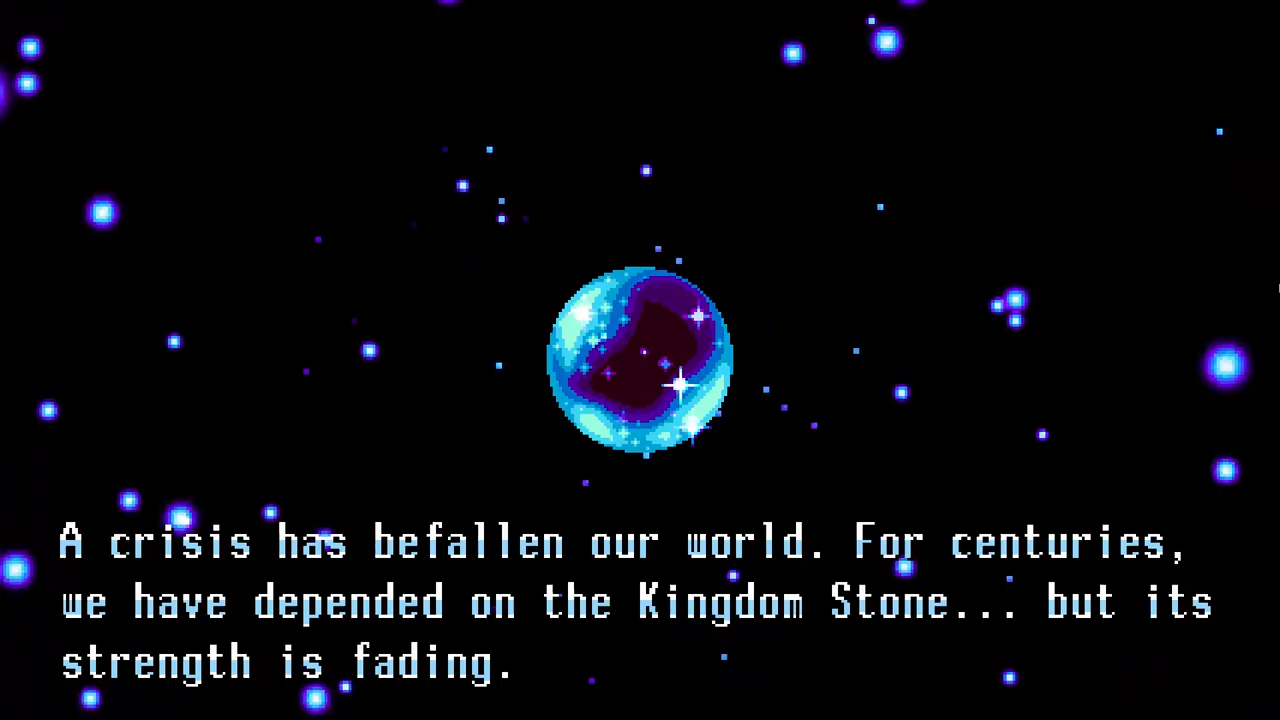 A crisis has befallen our world. For centuries,
we have depended on the Kingdom Stone... but its
strength is fading.